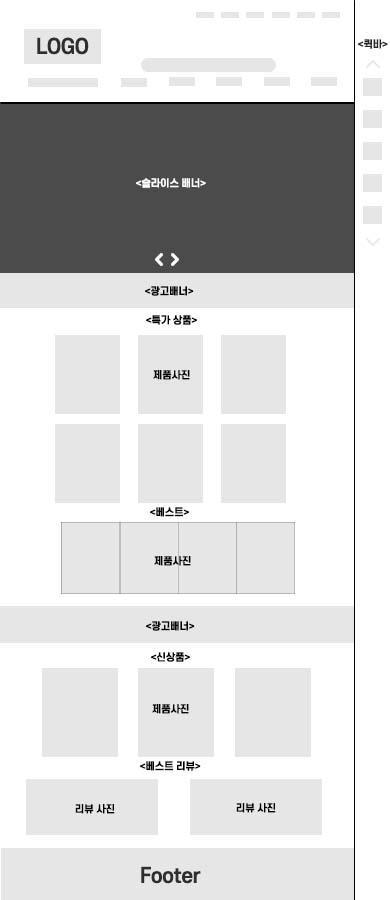 LOGO
<퀵바>
<슬라이스 배너>
<광고배너>
<특가 상품>
제품사진
<베스트>
제품사진
<광고배너>
<신상품>
제품사진
<베스트 리뷰>
리뷰 사진
리뷰 사진
Footer